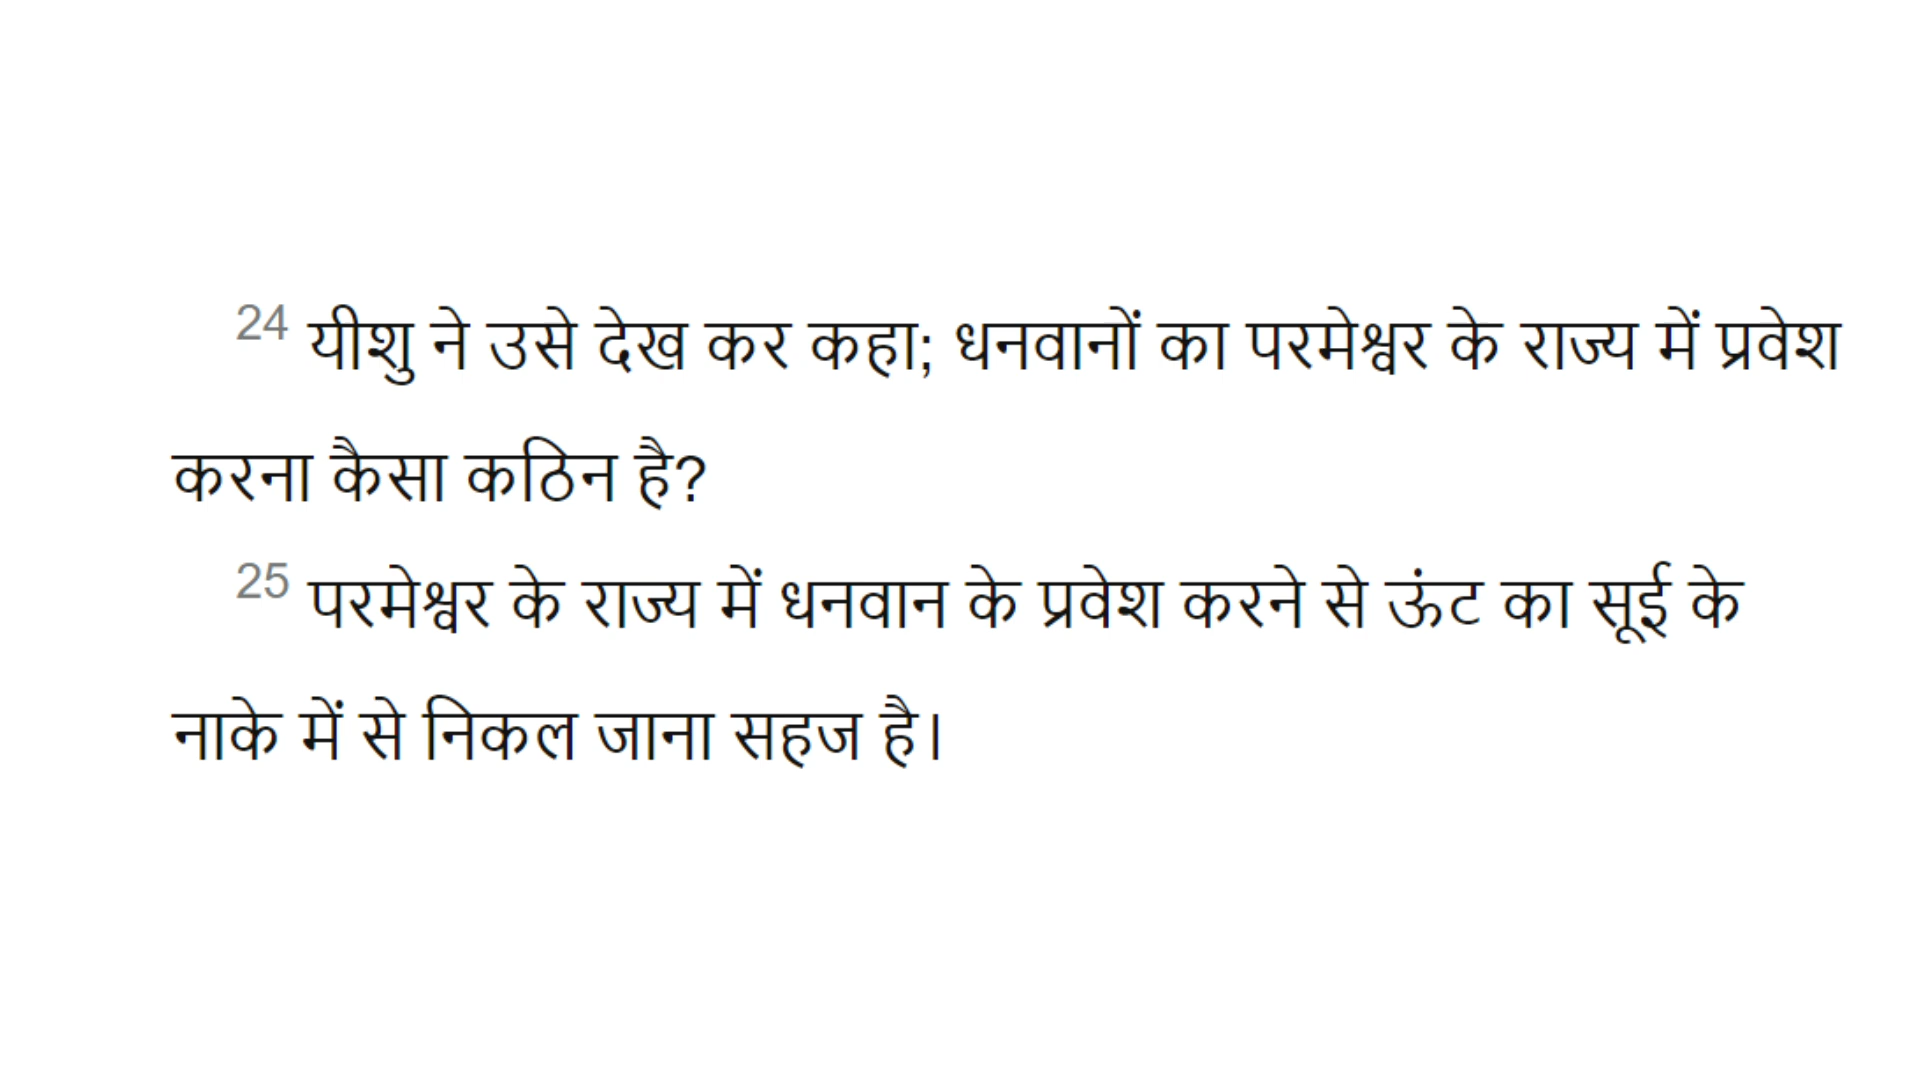 24 यीशु ने उसे देख कर कहा; धनवानों का परमेश्वर के राज्य में प्रवेश
करना कैसा कठिन है?
25 परमेश्वर के राज्य में धनवान के प्रवेश करने से ऊंट का सूई के
नाके में से निकल जाना सहज है।